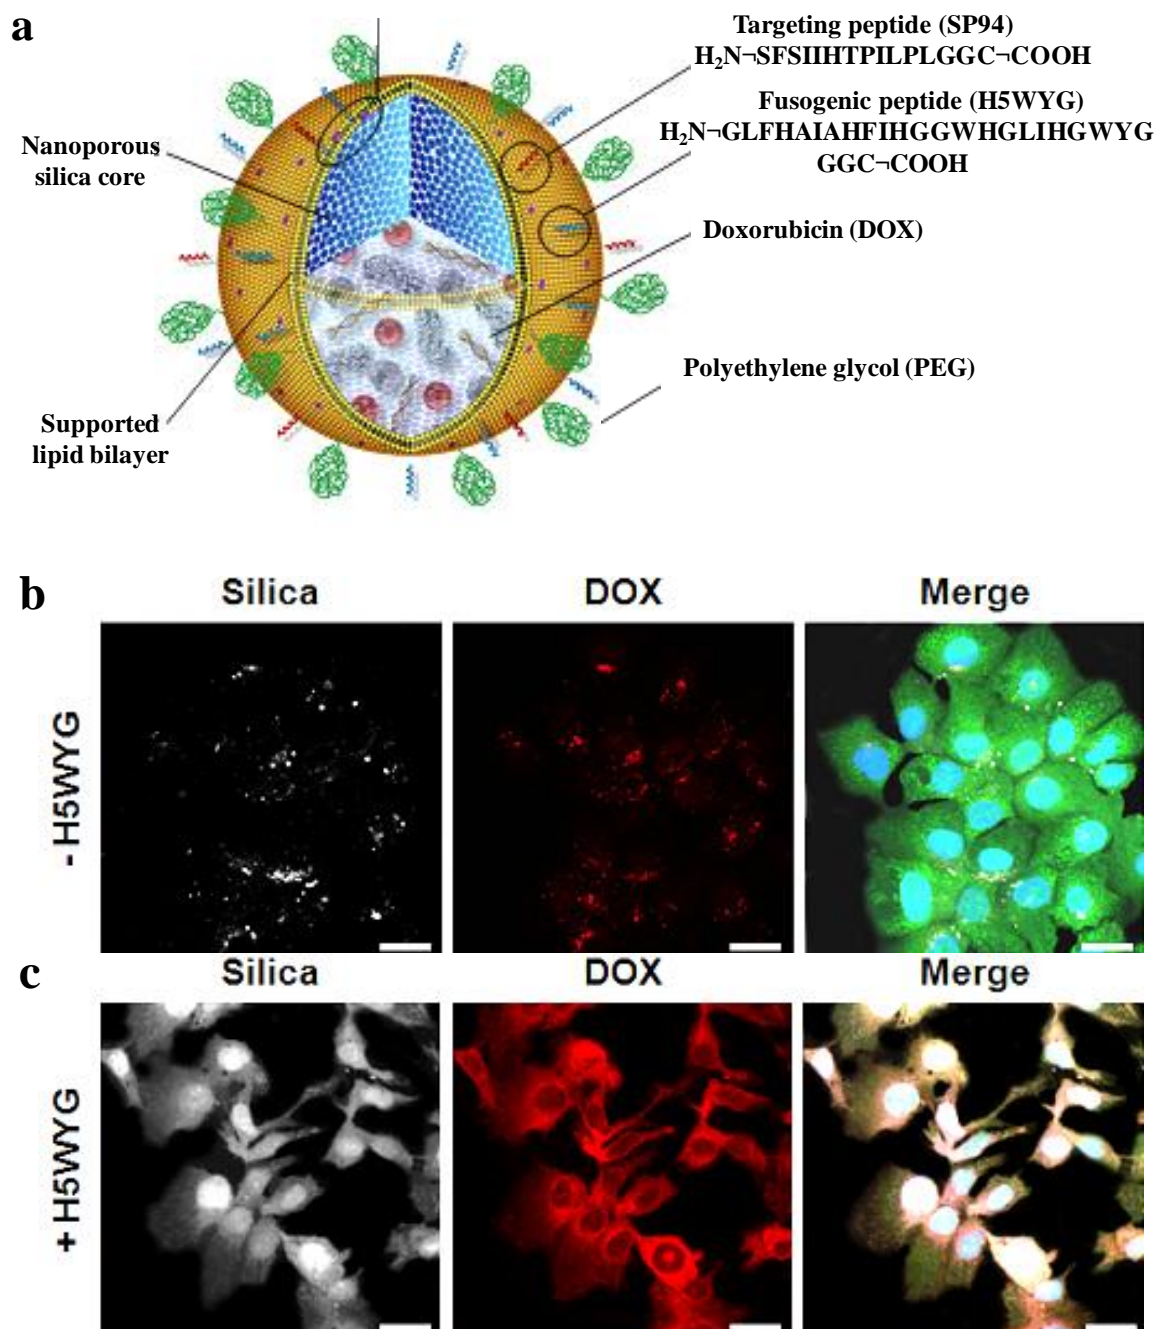 a
Targeting peptide (SP94)
H₂N¬SFSIIHTPILPLGGC¬COOH
Fusogenic peptide (H5WYG)
H₂N¬GLFHAIAHFIHGGWHGLIHGWYG
GGC¬COOH
Nanoporous
silica core
Doxorubicin (DOX)
Polyethylene glycol (PEG)
Supported
lipid bilayer
b
Silica DOX Merge
- H5WYG
c
Silica DOX Merge
+ H5WYG